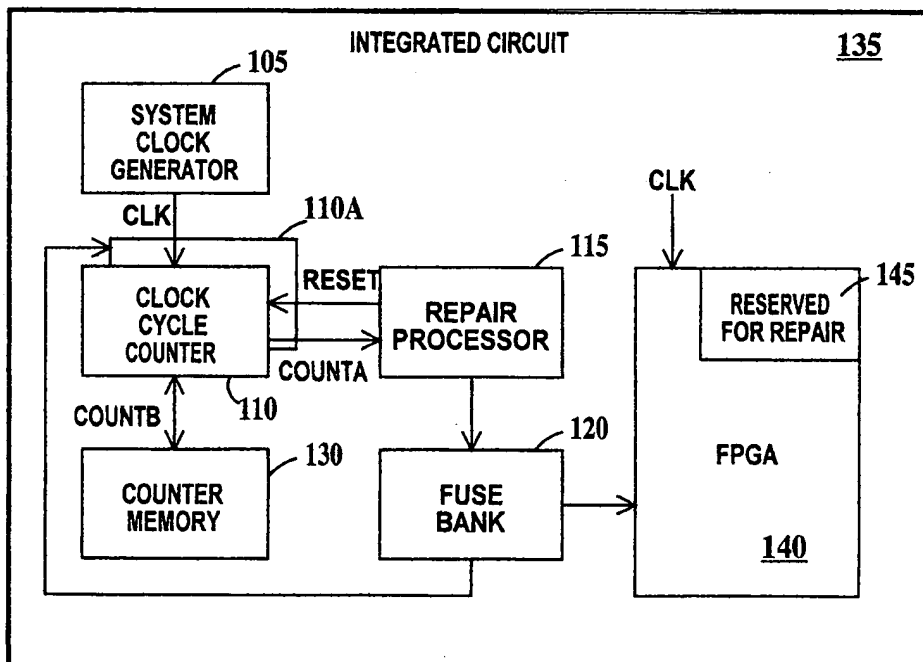 INTEGRATED CIRCUIT
135
105
SYSTEM
CLOCK
GENERATOR
CLK
110A
CLOCK
CYCLE
COUNTER
110
RESET
COUNTA
115
REPAIR
PROCESSOR
CLK
145
RESERVED
FOR REPAIR
COUNTB
130
COUNTER
MEMORY
120
FUSE
BANK
FPGA
140